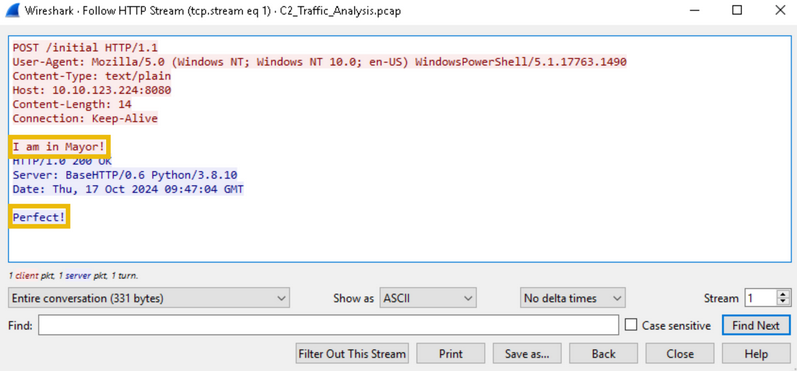 Wireshark · Follow HTTP Stream (tcp.stream eq 1) · C2_Traffic_Analysis.pcap
POST /initial HTTP/1.1
User-Agent: Mozilla/5.0 (Windows NT; Windows NT 10.0; en-US) WindowsPowerShell/5.1.17763.1490
Content-Type: text/plain
Host: 10.10.123.224:8080
Content-Length: 14
Connection: Keep-Alive
I am in Mayor!
HTTP/1.0 200 OK
Server: BaseHTTP/0.6 Python/3.8.10
Date: Thu, 17 Oct 2024 09:47:04 GMT
Perfect!
1 client pkt, 1 server pkt, 1 turn.
Entire conversation (331 bytes) Show as ASCII No delta times Stream 1
Find: Case sensitive Find Next
Filter Out This Stream Print Save as... Back Close Help